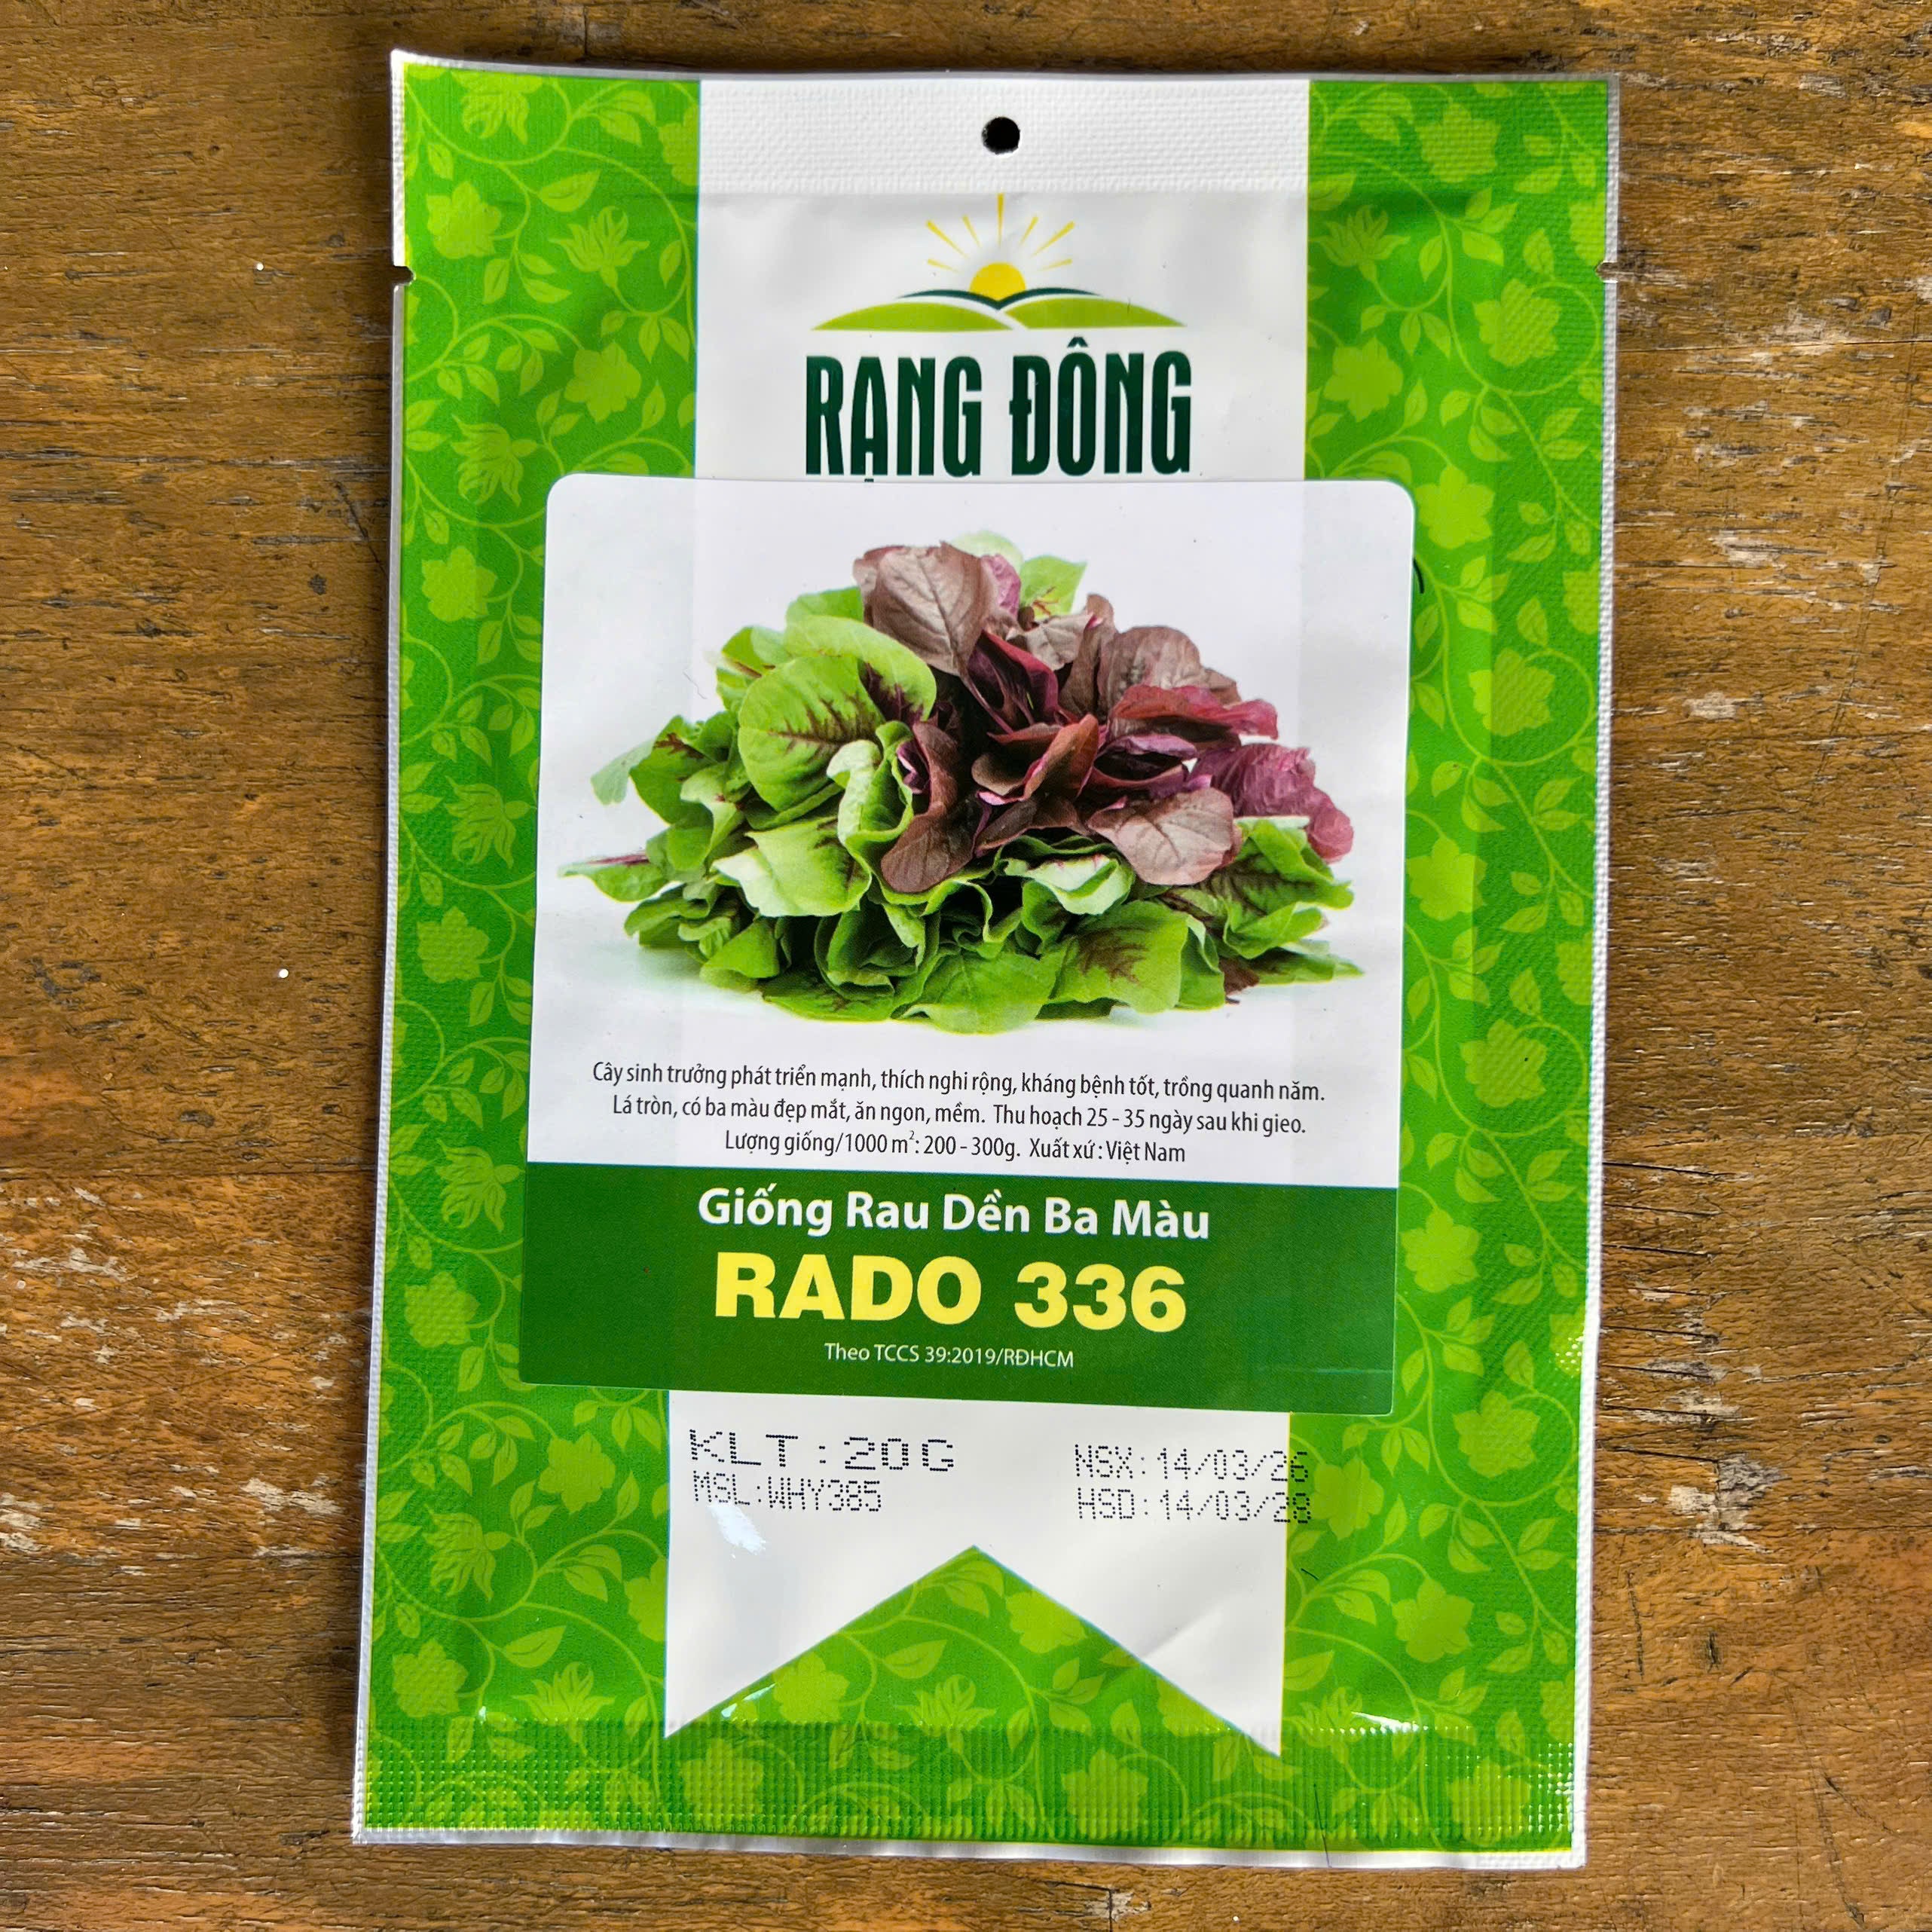 RẠNG ĐÔNG
Cây sinh trưởng phát triển mạnh, thích nghi rộng, kháng bệnh tốt, trồng quanh năm.
Lá tròn, có ba màu đẹp mắt, ăn ngon, mềm. Thu hoạch 25 - 35 ngày sau khi gieo.
Lượng giống/1000 m²: 200 - 300g. Xuất xứ : Việt Nam
Giống Rau Dền Ba Màu
RADO 336
Theo TCCS 39:2019/RĐHCM
KLT:20G
MSL:WHY385
NSX:14/03/26
HSD:14/03/28